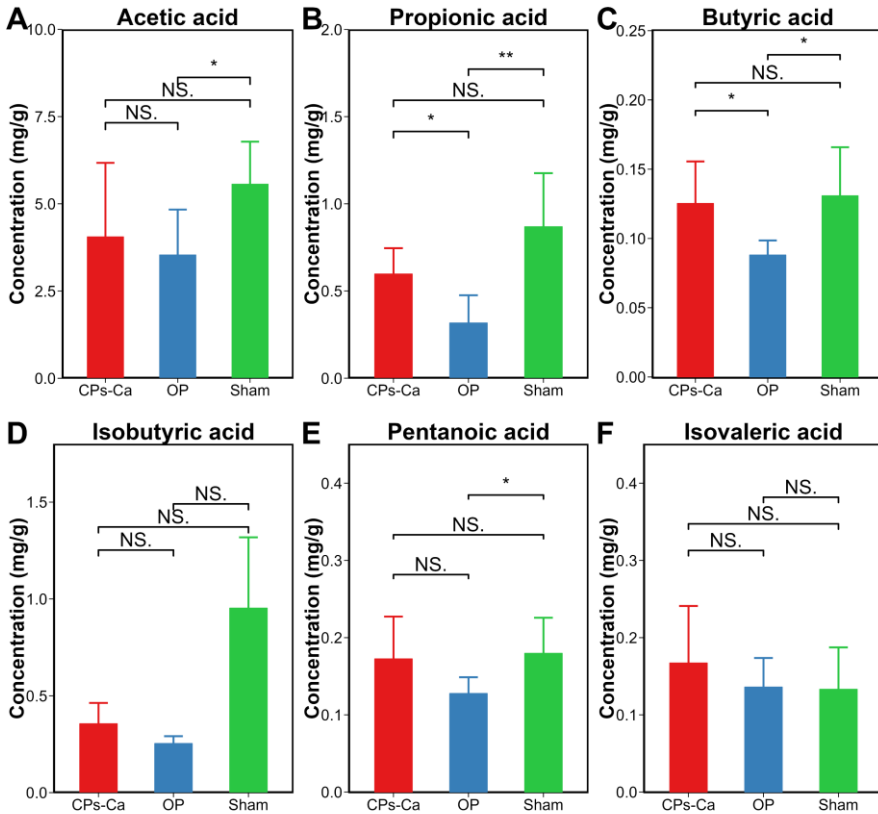 A Acetic acid
Concentration (mg/g)
10.0
7.5
5.0
2.5
0.0
*
NS.
NS.
CPs-Ca OP Sham
B Propionic acid
Concentration (mg/g)
2.0
1.5
1.0
0.5
0.0
**
NS.
*
CPs-Ca OP Sham
C Butyric acid
Concentration (mg/g)
0.25
0.20
0.15
0.10
0.05
0.00
*
NS.
*
CPs-Ca OP Sham
D Isobutyric acid
Concentration (mg/g)
1.5
1.0
0.5
0.0
NS.
NS.
NS.
CPs-Ca OP Sham
E Pentanoic acid
Concentration (mg/g)
0.4
0.3
0.2
0.1
0.0
*
NS.
NS.
CPs-Ca OP Sham
F Isovaleric acid
Concentration (mg/g)
0.4
0.3
0.2
0.1
0.0
NS.
NS.
NS.
CPs-Ca OP Sham